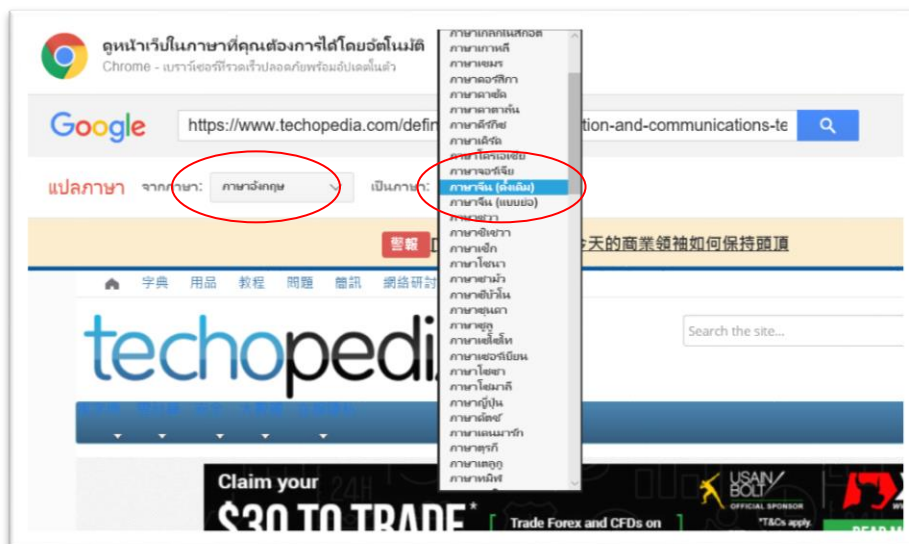 ดูหน้าเว็บในภาษาที่คุณต้องการได้โดยอัตโนมัติ
Chrome - เบราว์เซอร์ที่รวดเร็วปลอดภัยพร้อมอัปเดตในตัว
Google https://www.techopedia.com/defin tion-and-communications-te
แปลภาษา จากภาษา: ภาษาอังกฤษ เป็นภาษา:
ภาษาเกาหลี
ภาษาเขมร
ภาษาคอร์สิกา
ภาษาคาซัค
ภาษาคาตาลัน
ภาษาคีร์กีซ
ภาษาเคิร์ด
ภาษาโครเอเชีย
ภาษาจอร์เจีย
ภาษาจีน (ดั้งเดิม)
ภาษาจีน (แบบย่อ)
ภาษาชวา
ภาษาชิเชวา
ภาษาเช็ก
ภาษาโชนา
ภาษาซามัว
ภาษาซีบัวโน
ภาษาซุนดา
ภาษาซูลู
ภาษาเซโซโท
ภาษาเซอร์เบียน
ภาษาโซซา
ภาษาโซมาลี
ภาษาญี่ปุ่น
ภาษาดัตช์
ภาษาเดนมาร์ก
ภาษาตุรกี
ภาษาเตลูกู
ภาษาทมิฬ
警報 天的商業領袖如何保持頭頂
字典 用品 教程 問題 簡訊 網絡研討
techopedi
Search the site...
Claim your
$30 TO TRADE*
Trade Forex and CFDs on
USAIN
BOLT
OFFICIAL SPONSOR
*T&Cs apply.
READ M